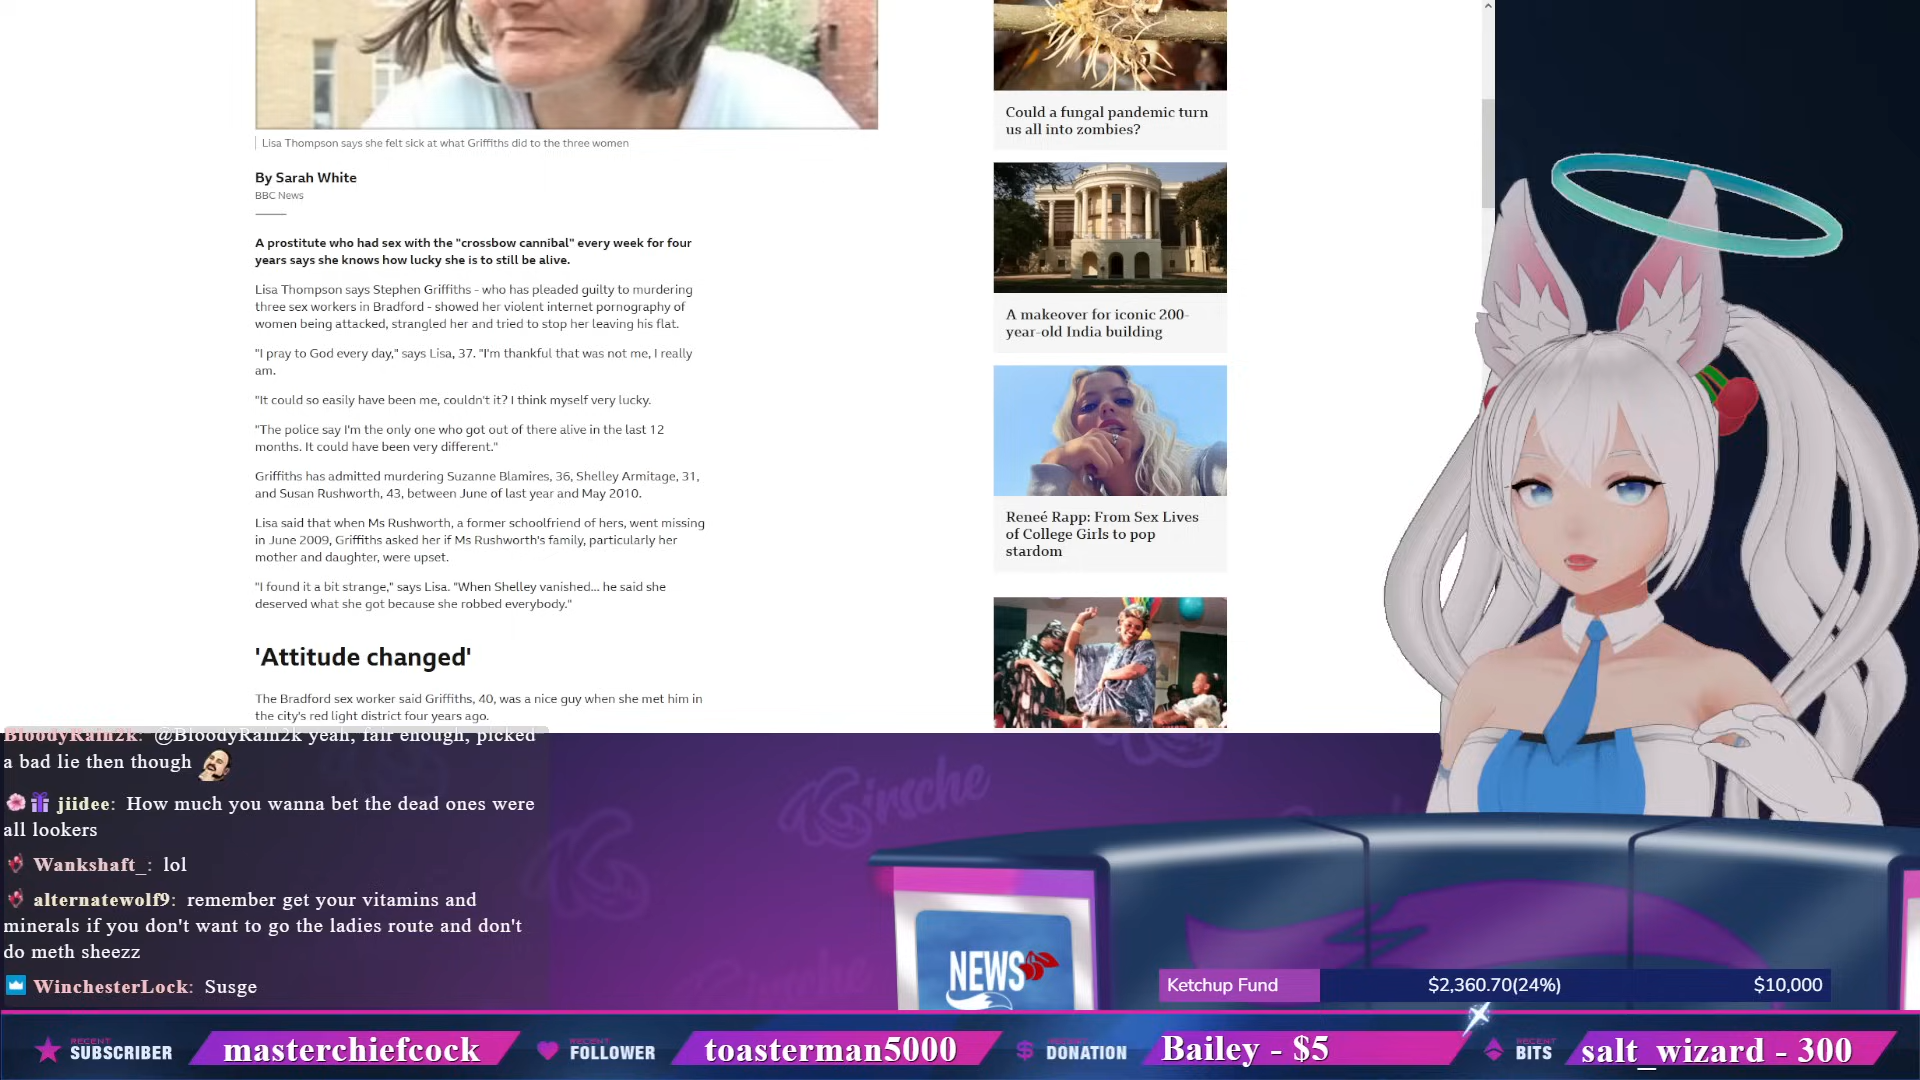 Lisa Thompson says she felt sick at what Griffiths did to the three women
By Sarah White
BBC News
A prostitute who had sex with the "crossbow cannibal" every week for four
years says she knows how lucky she is to still be alive.
Lisa Thompson says Stephen Griffiths - who has pleaded guilty to murdering
three sex workers in Bradford - showed her violent internet pornography of
women being attacked, strangled her and tried to stop her leaving his flat.
"I pray to God every day," says Lisa, 37. "I'm thankful that was not me, I really
am.
"It could so easily have been me, couldn't it? I think myself very lucky.
"The police say I'm the only one who got out of there alive in the last 12
months. It could have been very different."
Griffiths has admitted murdering Suzanne Blamires, 36, Shelley Armitage, 31,
and Susan Rushworth, 43, between June of last year and May 2010.
Lisa said that when Ms Rushworth, a former schoolfriend of hers, went missing
in June 2009, Griffiths asked her if Ms Rushworth's family, particularly her
mother and daughter, were upset.
"I found it a bit strange," says Lisa. "When Shelley vanished... he said she
deserved what she got because she robbed everybody."
'Attitude changed'
The Bradford sex worker said Griffiths, 40, was a nice guy when she met him in
the city's red light district four years ago.
Could a fungal pandemic turn
us all into zombies?
A makeover for iconic 200-
year-old India building
Reneé Rapp: From Sex Lives
of College Girls to pop
stardom
BloodyRain2k: @BloodyRain2k yeah, fair enough, picked
a bad lie then though
jiidee: How much you wanna bet the dead ones were
all lookers
Wankshaft_: lol
alternatewolf9: remember get your vitamins and
minerals if you don't want to go the ladies route and don't
do meth sheezz
WinchesterLock: Susge
Girsche
NEWS
Ketchup Fund $2,360.70(24%) $10,000
RECENT SUBSCRIBER masterchiefcock
RECENT FOLLOWER toasterman5000
RECENT DONATION Bailey - $5
RECENT BITS salt_wizard - 300